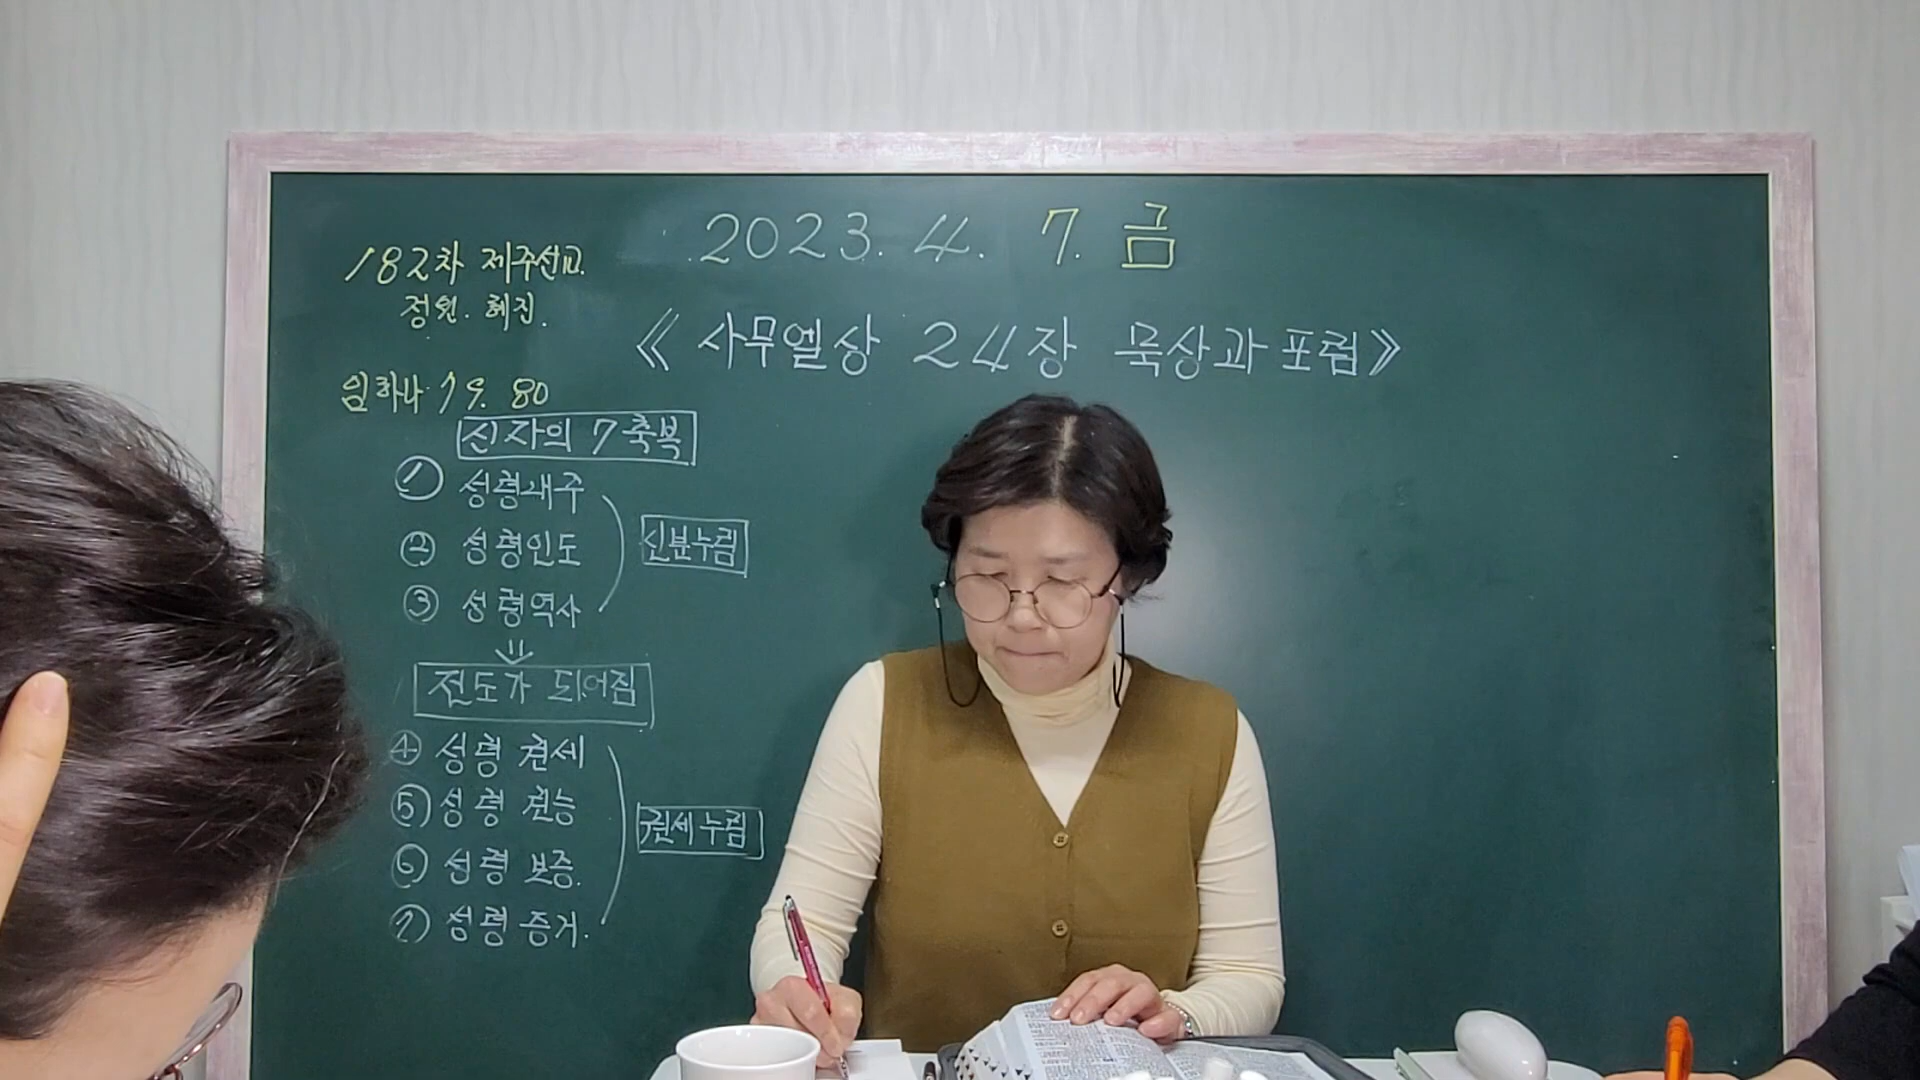 2023. 4. 7. 금
182차 제주선교
정원. 혜진.
《사무엘상 24장 묵상과 포럼》
임하나 19. 80
신자의 7축복
① 성령내주
② 성령인도
신분누림
③ 성령역사
⇓
전도가 되어짐
④ 성령 권세
⑤ 성령 권능
권세누림
⑥ 성령 보증.
⑦ 성령 증거.